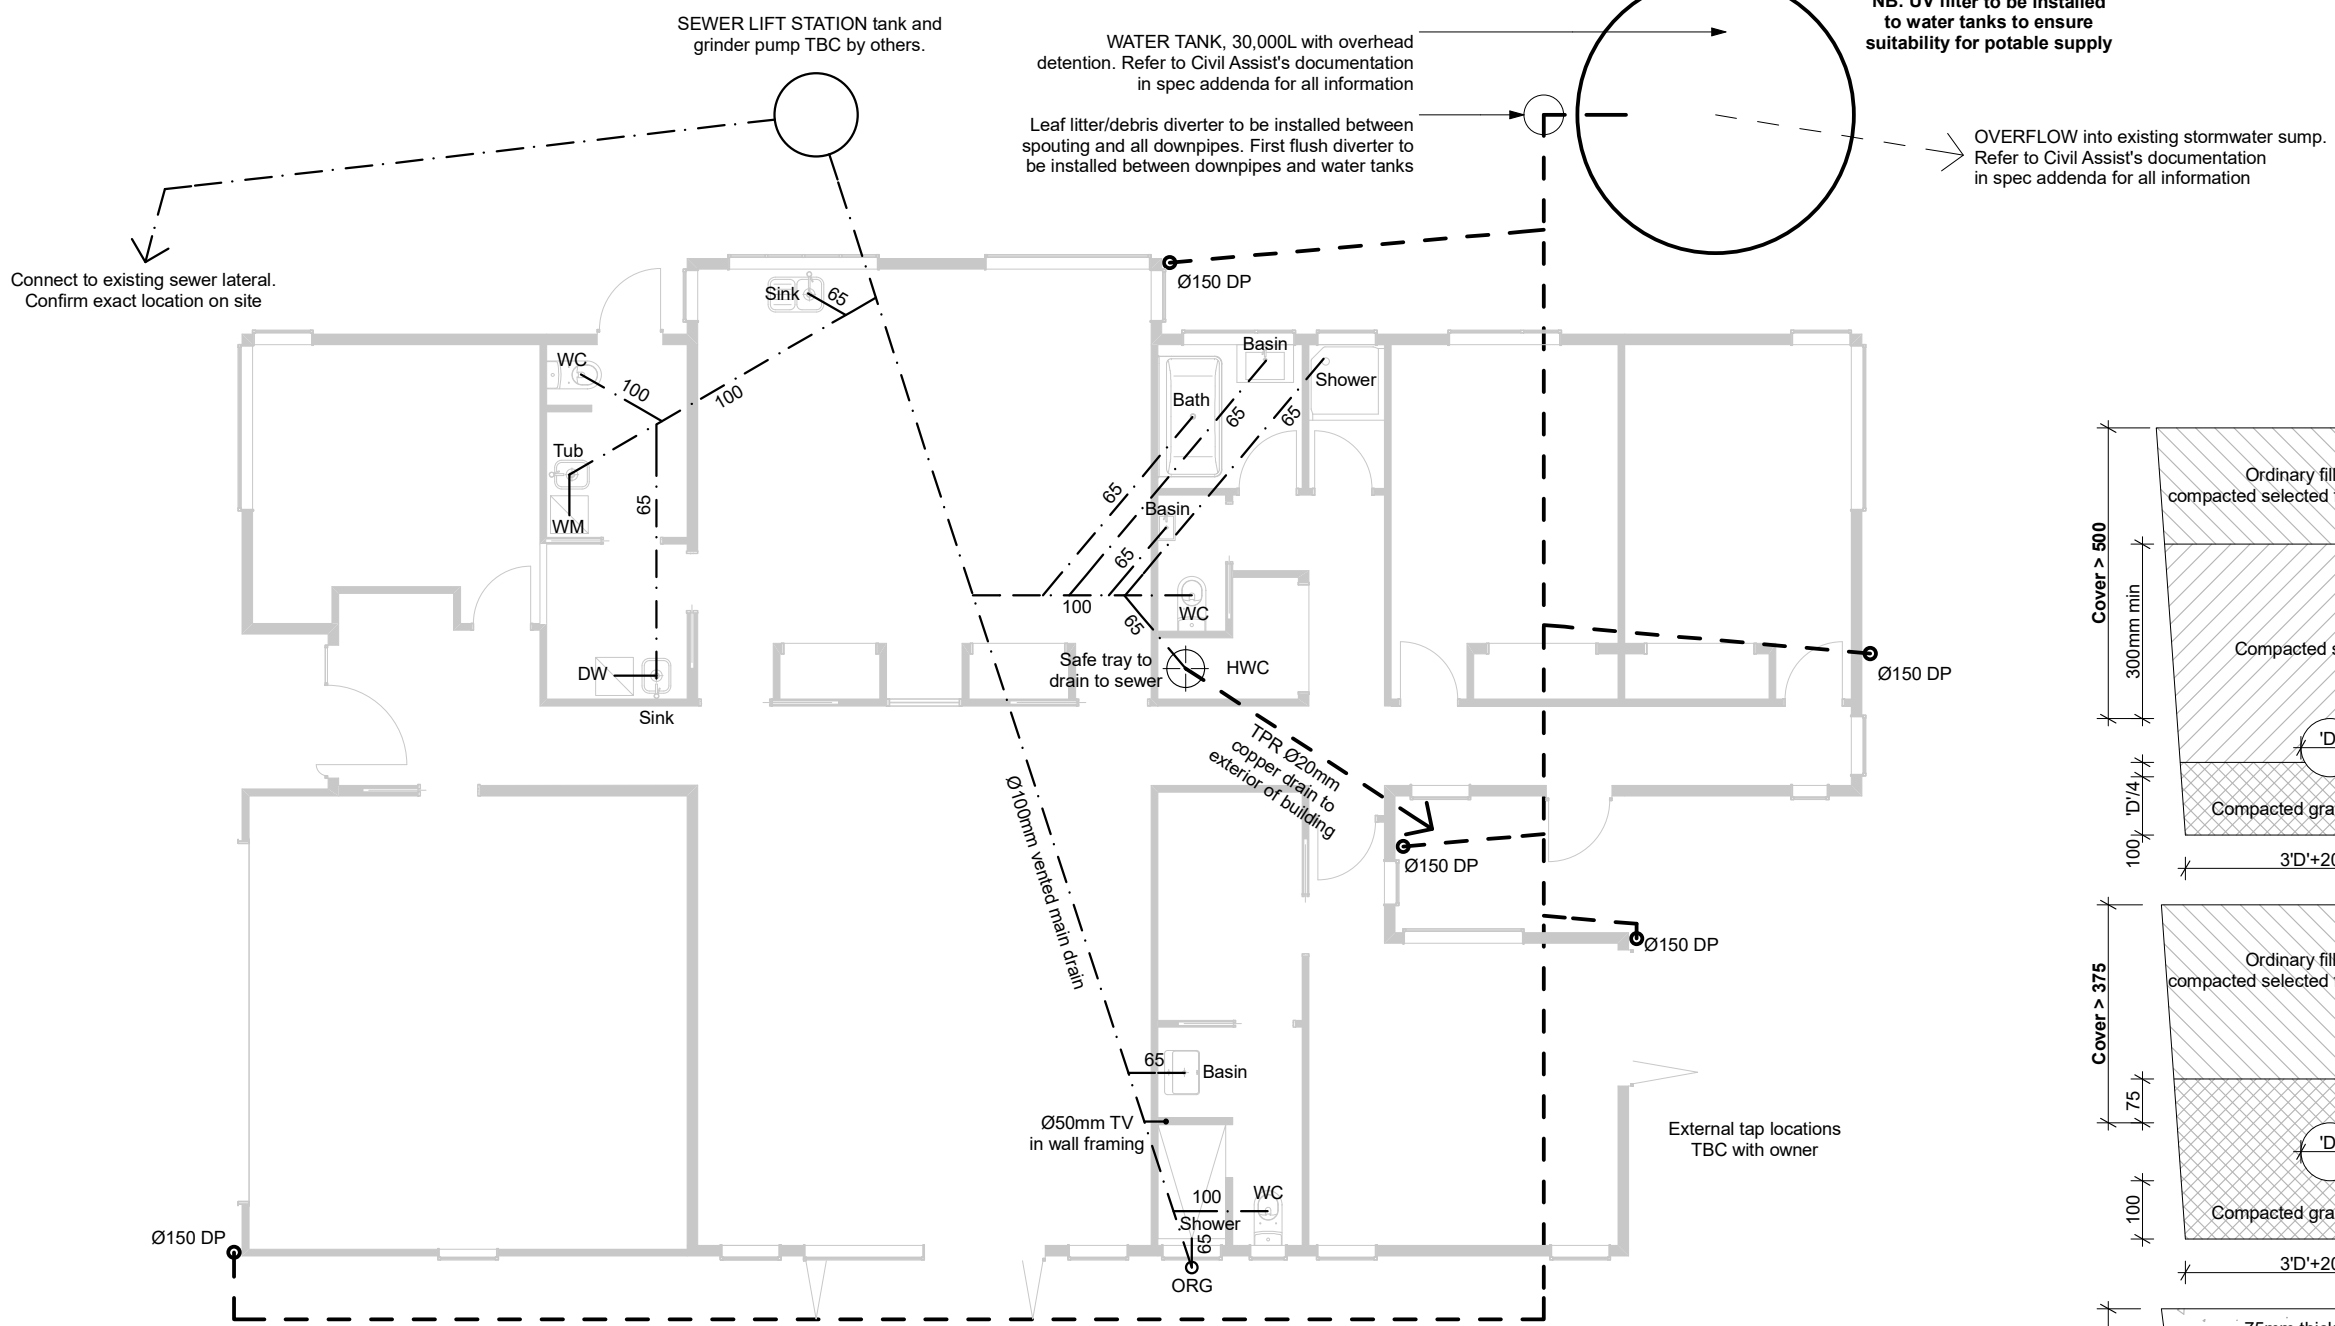 SEWER LIFT STATION tank and
grinder pump TBC by others.
WATER TANK, 30,000L with overhead
detention. Refer to Civil Assist's documentation
in spec addenda for all information
NB: UV filter to be installed
to water tanks to ensure
suitability for potable supply
Leaf litter/debris diverter to be installed between
spouting and all downpipes. First flush diverter to
be installed between downpipes and water tanks
OVERFLOW into existing stormwater sump.
Refer to Civil Assist's documentation
in spec addenda for all information
Connect to existing sewer lateral.
Confirm exact location on site
Sink
65
Ø150 DP
WC
100
100
Tub
WM
65
DW
Sink
Basin
Shower
Bath
65
65
65
Basin
65
100
WC
65
Safe tray to
drain to sewer
HWC
Ø150 DP
TPR Ø20mm
copper drain to
exterior of building
Ø150 DP
Ø150 DP
Ø100mm vented main drain
65
Basin
Ø50mm TV
in wall framing
100
WC
Shower
65
ORG
Ø150 DP
External tap locations
TBC with owner
Cover > 500
300mm min
'D'/4
100
Ordinary fill
compacted selected
Compacted
'D
Compacted
3'D'+20
Cover > 375
75
100
Ordinary fill
compacted selected
'D
Compacted
3'D'+20
75mm thick